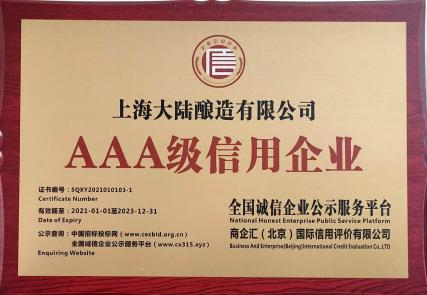 信
上海大陆酿造有限公司
AAA级信用企业
证书编号：SQXY2021010103-1
Certificate Number
有效期至：2021-01-01至2023-12-31
Date of Expiry
公示查询：中国招标投标网（www.cecbid.org.cn）
全国诚信企业公示服务平台（www.cx315.xyz）
Enquiring Website
全国诚信企业公示服务平台
National Honest Enterprise Public Service Platform
商企汇（北京）国际信用评价有限公司
Business And Enterprise(Beijing)International Credit Evaluation CO.,LTD